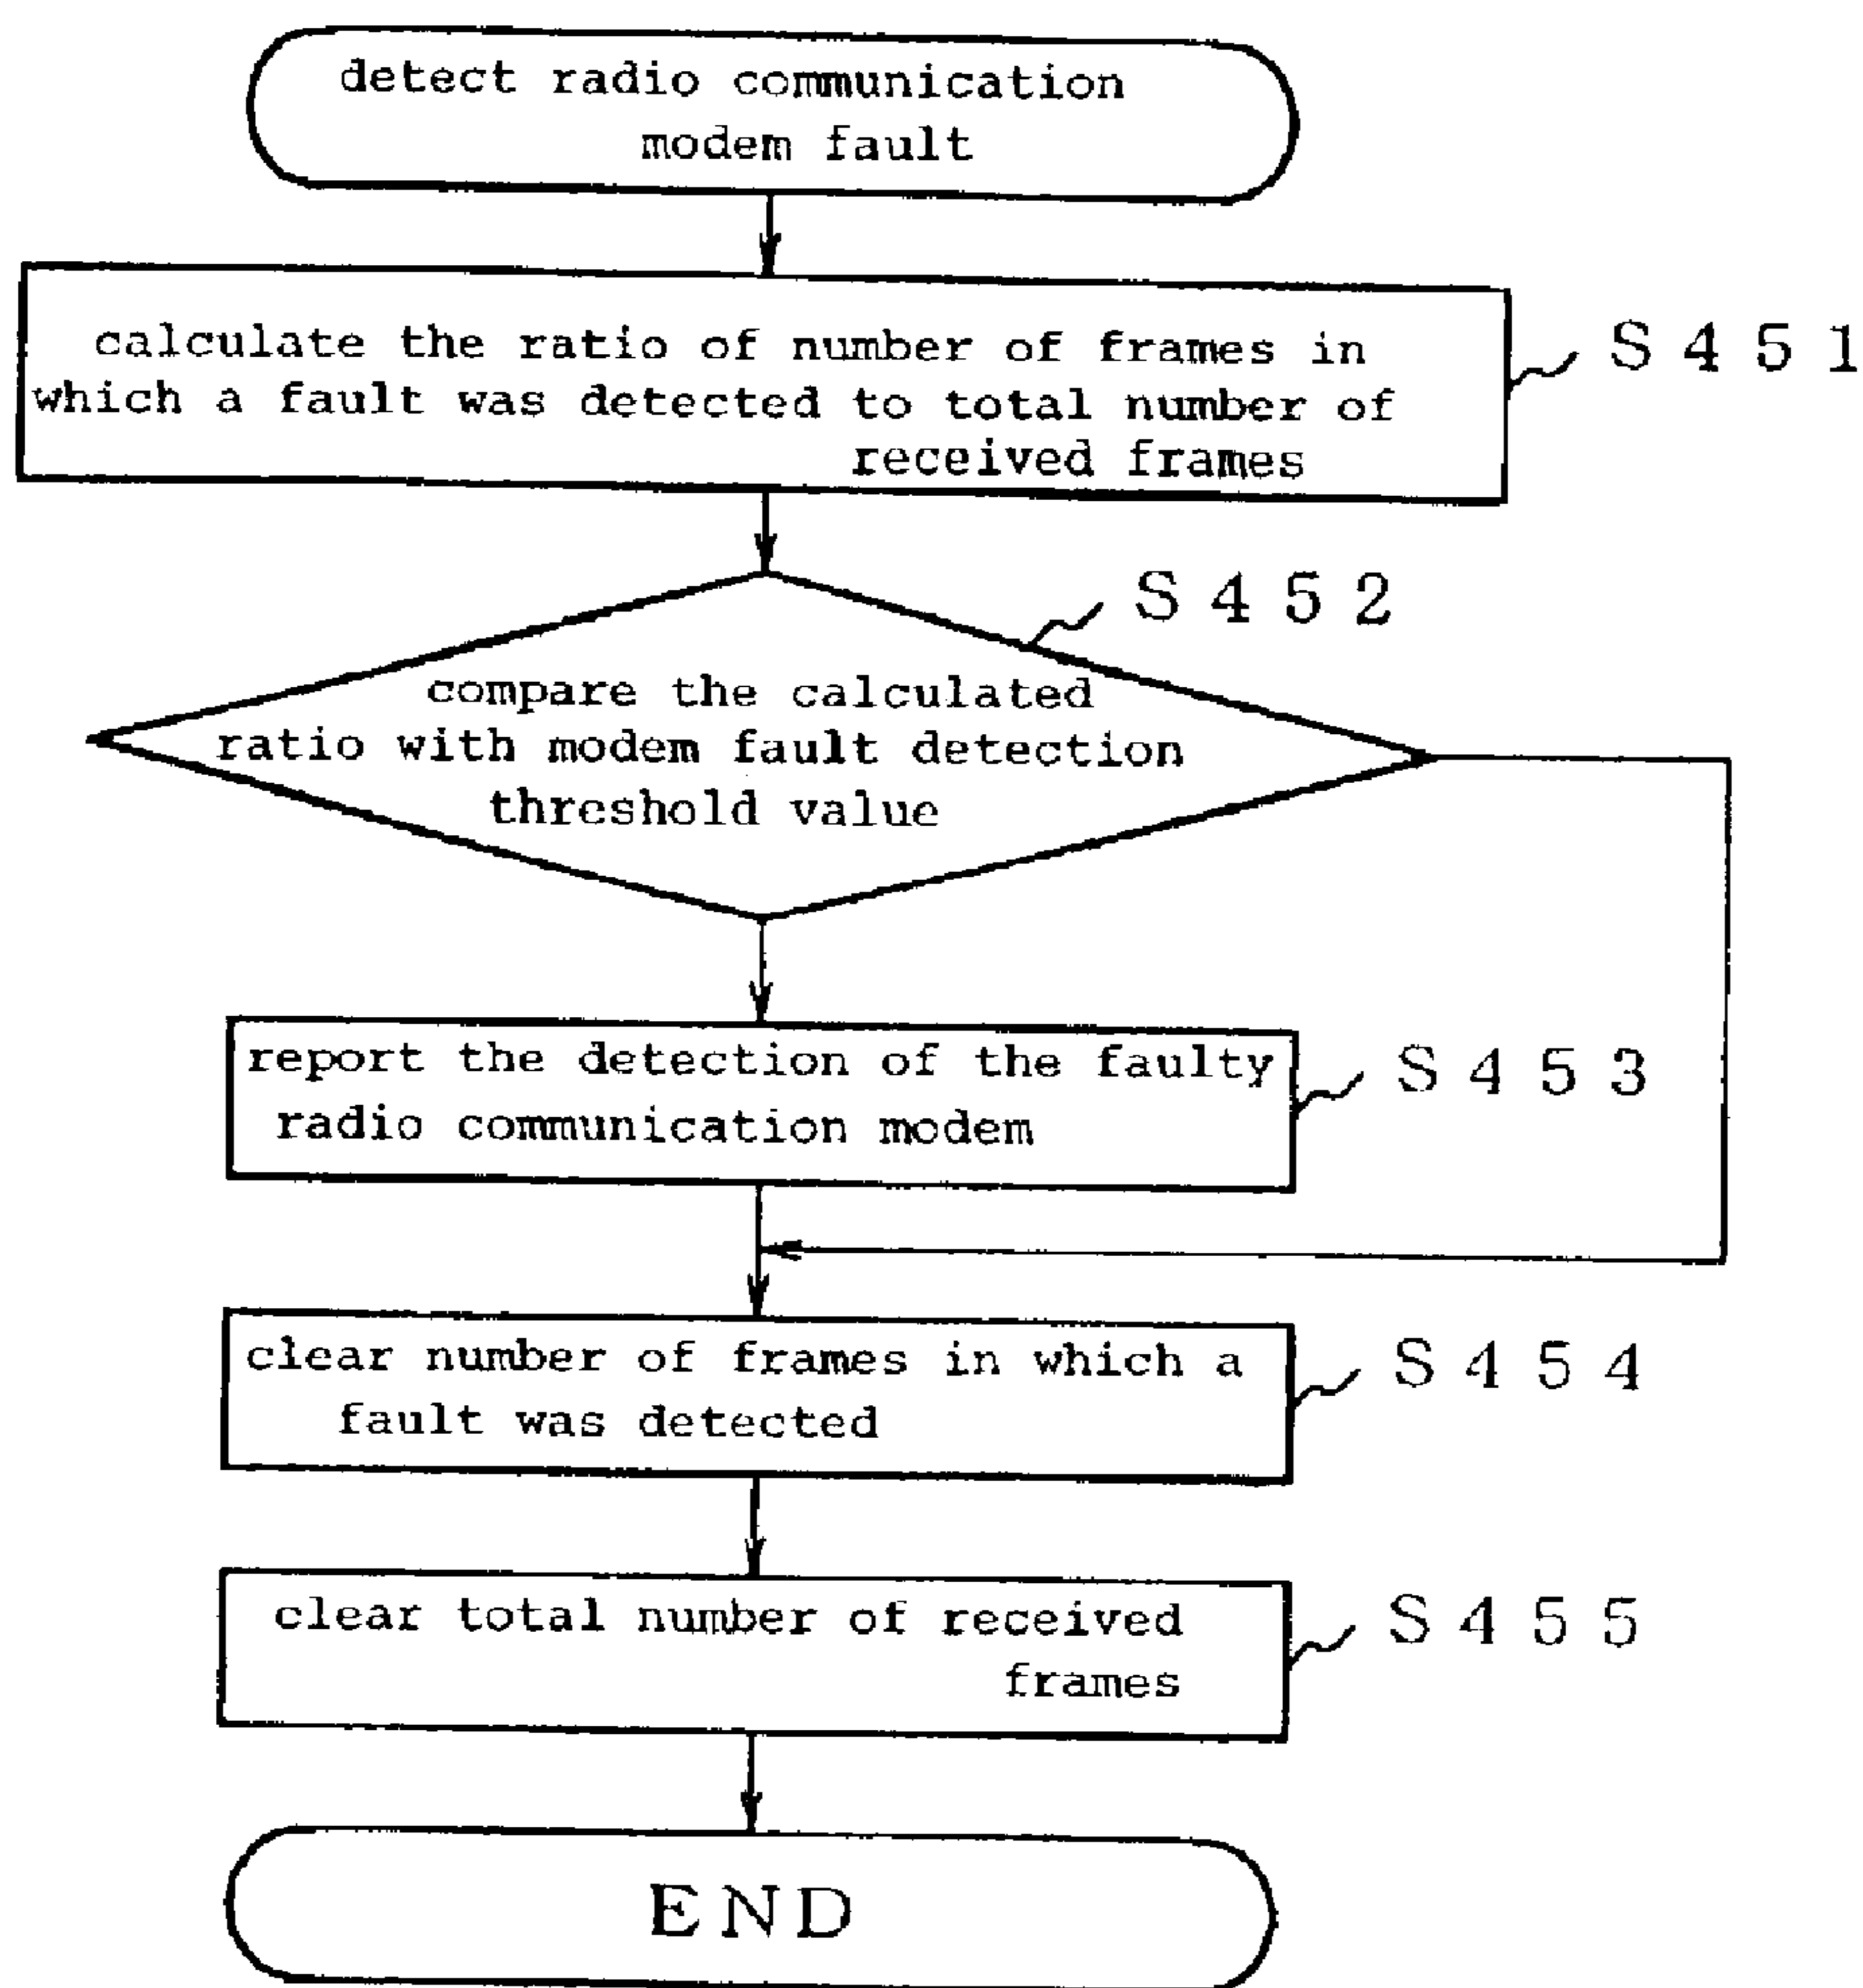 detect radio communication
modem fault
calculate the ratio of number of frames in
which a fault was detected to total number of
received frames
S451
S452
compare the calculated
ratio with modem fault detection
threshold value
report the detection of the faulty
radio communication modem
S453
clear number of frames in which a
fault was detected
S454
clear total number of received
frames
S455
END